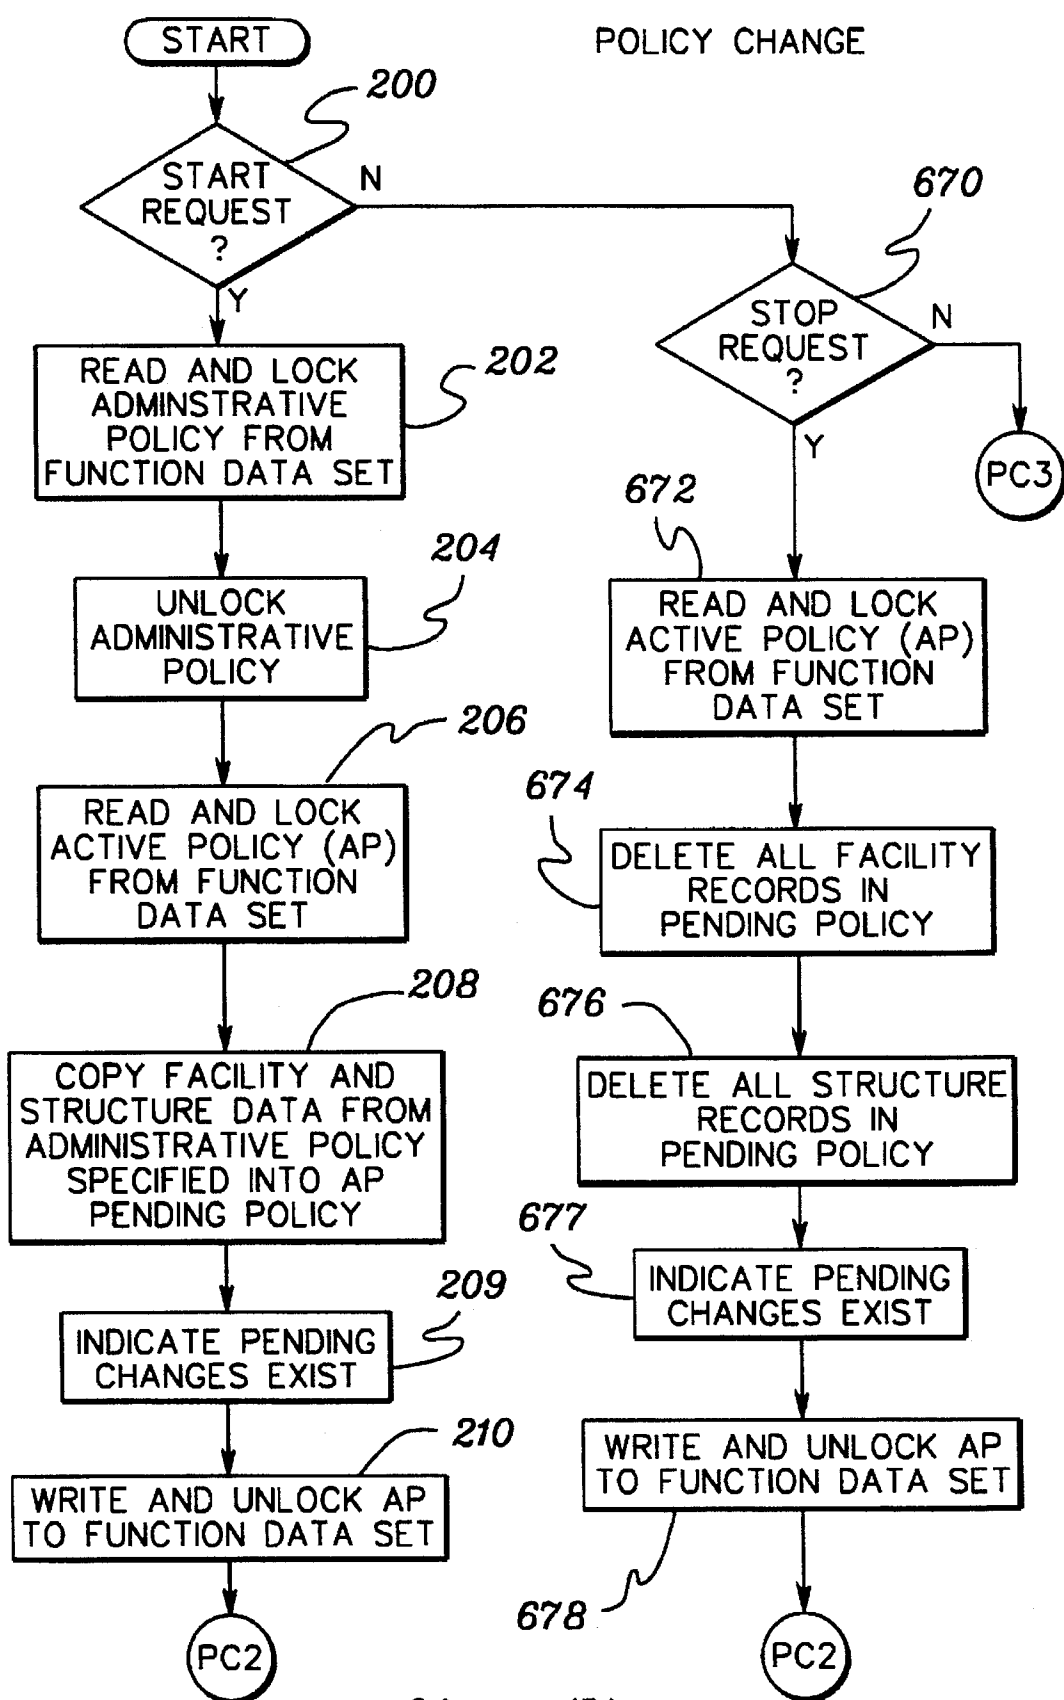 START
POLICY CHANGE
200
START
REQUEST
?
N
Y
670
STOP
REQUEST
?
N
Y
PC3
202
READ AND LOCK
ADMINSTRATIVE
POLICY FROM
FUNCTION DATA SET
204
UNLOCK
ADMINISTRATIVE
POLICY
206
READ AND LOCK
ACTIVE POLICY (AP)
FROM FUNCTION
DATA SET
208
COPY FACILITY AND
STRUCTURE DATA FROM
ADMINISTRATIVE POLICY
SPECIFIED INTO AP
PENDING POLICY
209
INDICATE PENDING
CHANGES EXIST
210
WRITE AND UNLOCK AP
TO FUNCTION DATA SET
PC2
672
READ AND LOCK
ACTIVE POLICY (AP)
FROM FUNCTION
DATA SET
674
DELETE ALL FACILITY
RECORDS IN
PENDING POLICY
676
DELETE ALL STRUCTURE
RECORDS IN
PENDING POLICY
677
INDICATE PENDING
CHANGES EXIST
WRITE AND UNLOCK AP
TO FUNCTION DATA SET
678
PC2